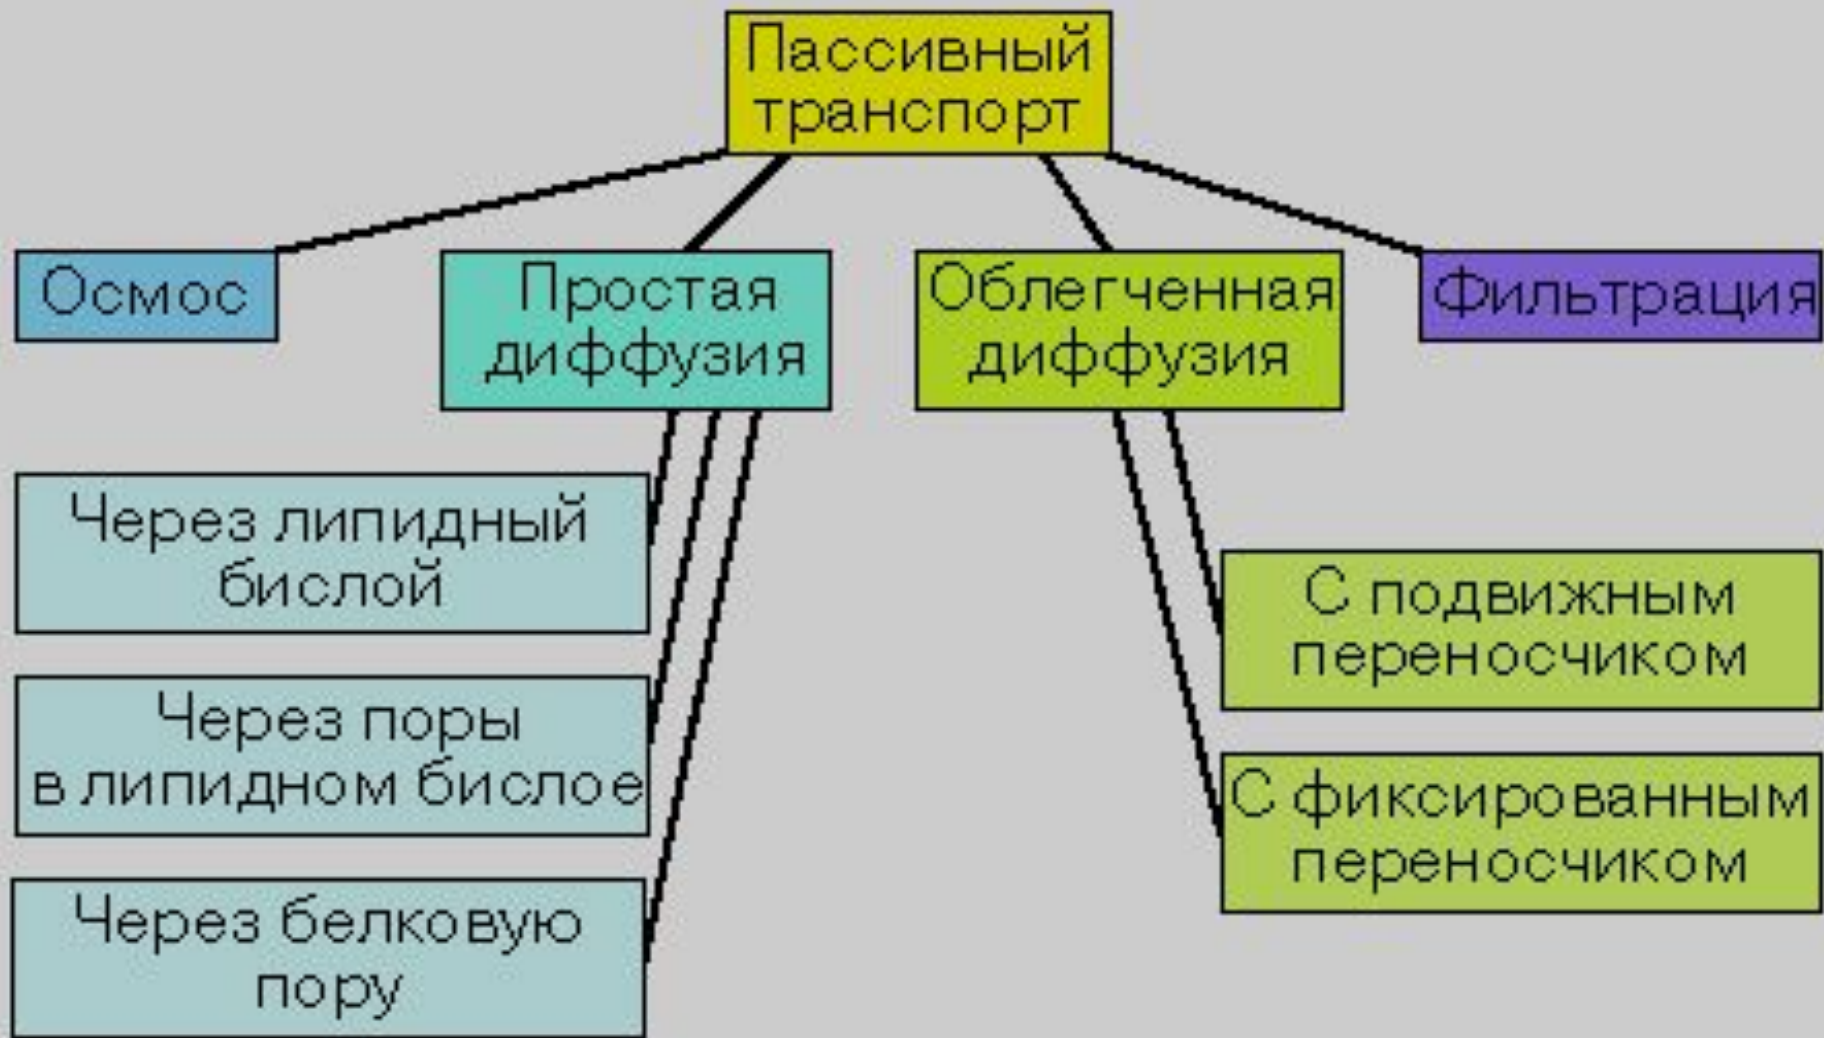 Пассивный
транспорт
Осмос
Простая
диффузия
Облегченная
диффузия
Фильтрация
Через липидный
бислой
Через поры
в липидном бислое
Через белковую
пору
С подвижным
переносчиком
С фиксированным
переносчиком